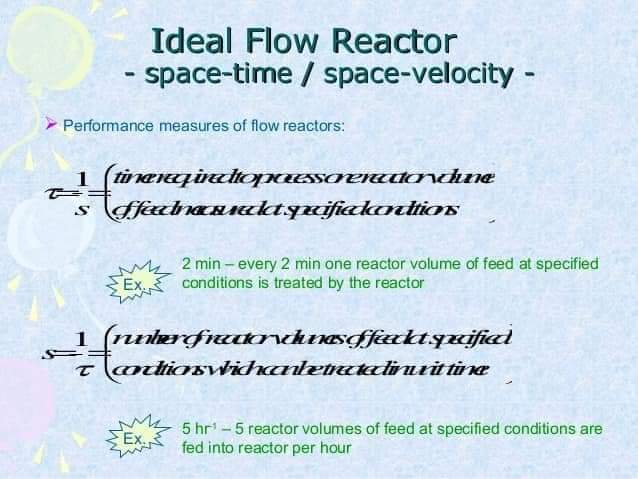 Ideal Flow Reactor
- space-time / space-velocity -
➢ Performance measures of flow reactors:
τ = 1/s = (time required to process one reactor volume
of feed measured at specified conditions)
2 min – every 2 min one reactor volume of feed at specified
Ex. conditions is treated by the reactor
s = 1/τ = (number of reactor volumes of feed at specified
conditions which can be treated in unit time)
5 hr⁻¹ – 5 reactor volumes of feed at specified conditions are
Ex. fed into reactor per hour